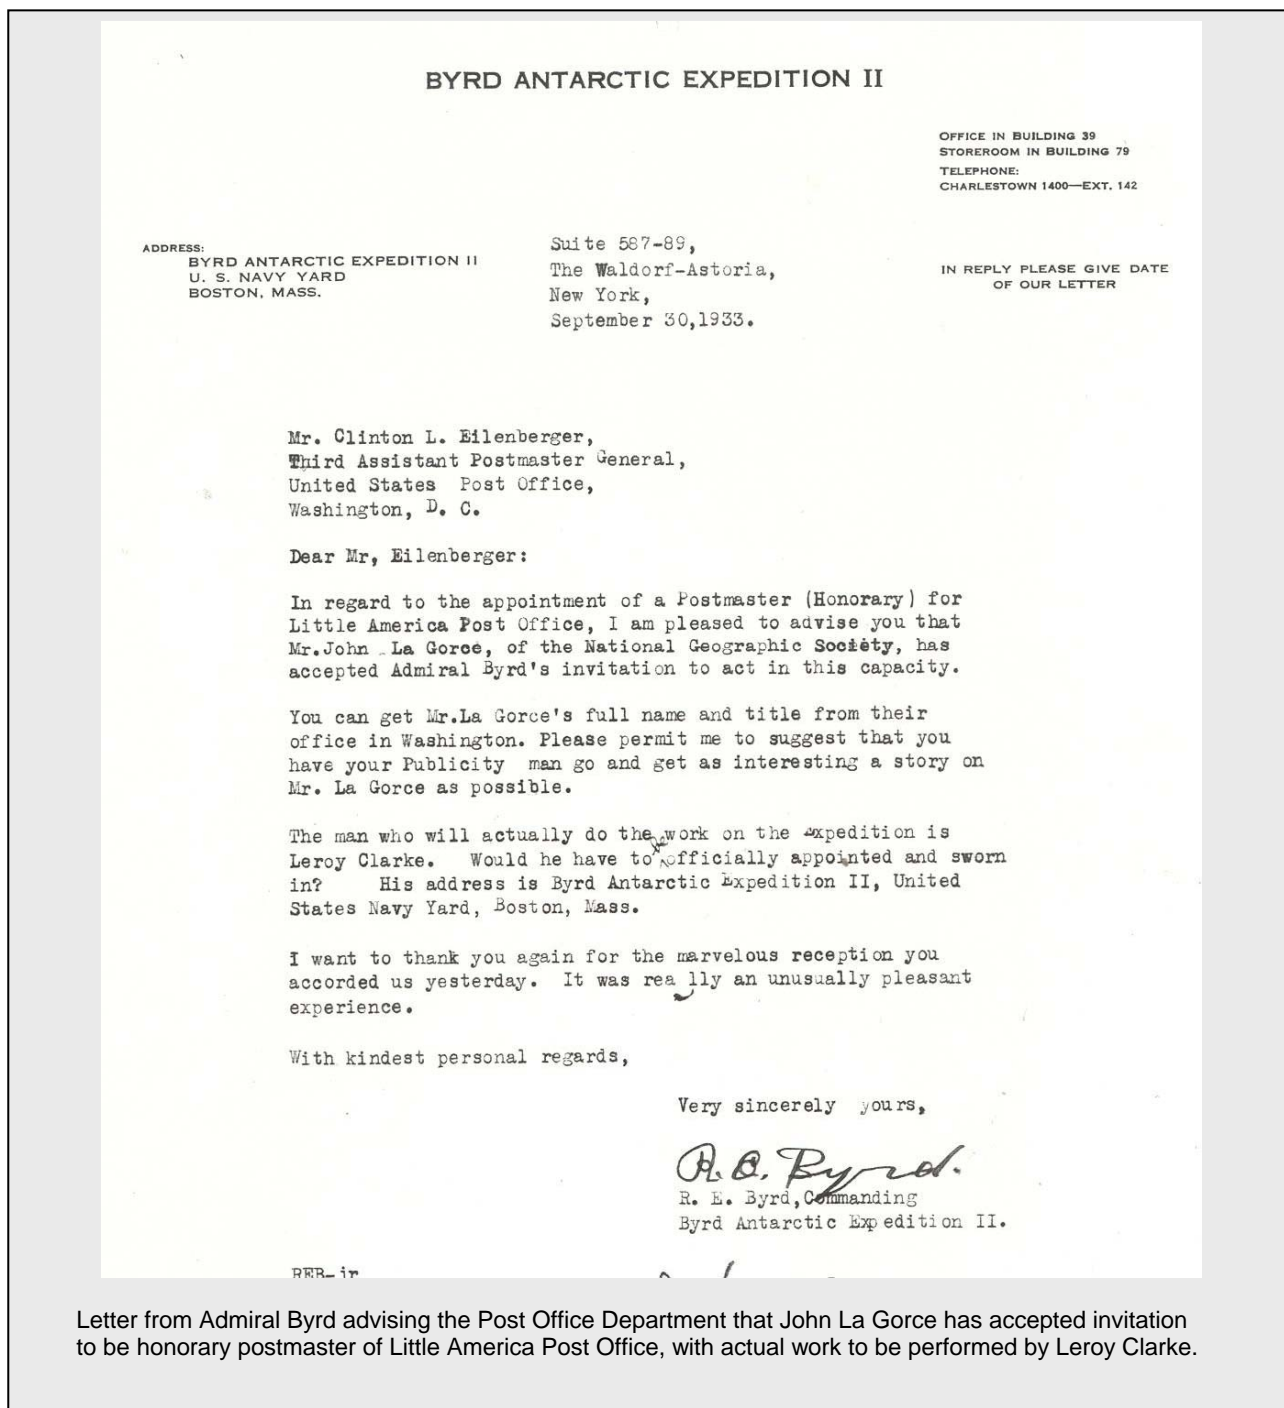 BYRD ANTARCTIC EXPEDITION II
OFFICE IN BUILDING 39
STOREROOM IN BUILDING 79
TELEPHONE:
CHARLESTOWN 1400—EXT. 142
ADDRESS:
BYRD ANTARCTIC EXPEDITION II
U. S. NAVY YARD
BOSTON, MASS.
Suite 587-89,
The Waldorf-Astoria,
New York,
September 30,1933.
IN REPLY PLEASE GIVE DATE
OF OUR LETTER
Mr. Clinton L. Eilenberger,
Third Assistant Postmaster General,
United States Post Office,
Washington, D. C.
Dear Mr, Eilenberger:
In regard to the appointment of a Postmaster (Honorary) for
Little America Post Office, I am pleased to advise you that
Mr.John La Gorce, of the National Geographic Society, has
accepted Admiral Byrd's invitation to act in this capacity.
You can get Mr.La Gorce's full name and title from their
office in Washington. Please permit me to suggest that you
have your Publicity man go and get as interesting a story on
Mr. La Gorce as possible.
The man who will actually do the work on the expedition is
Leroy Clarke. Would he have to officially appointed and sworn
in? His address is Byrd Antarctic Expedition II, United
States Navy Yard, Boston, Mass.
I want to thank you again for the marvelous reception you
accorded us yesterday. It was rea lly an unusually pleasant
experience.
With kindest personal regards,
Very sincerely yours,
R. E. Byrd.
R. E. Byrd,Commanding
Byrd Antarctic Expedition II.
REB-jr
Letter from Admiral Byrd advising the Post Office Department that John La Gorce has accepted invitation
to be honorary postmaster of Little America Post Office, with actual work to be performed by Leroy Clarke.